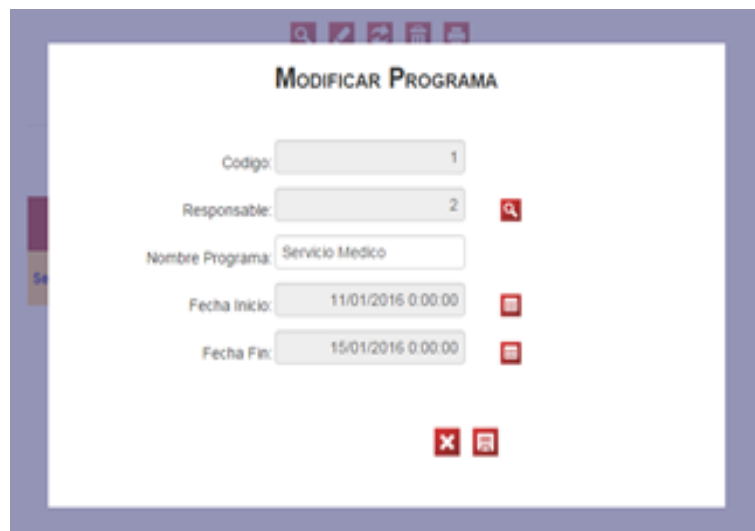 MODIFICAR PROGRAMA
Codigo: 1
Responsable: 2
Nombre Programa: Servicio Medico
Fecha Inicio: 11/01/2016 0:00:00
Fecha Fin: 15/01/2016 0:00:00
Se